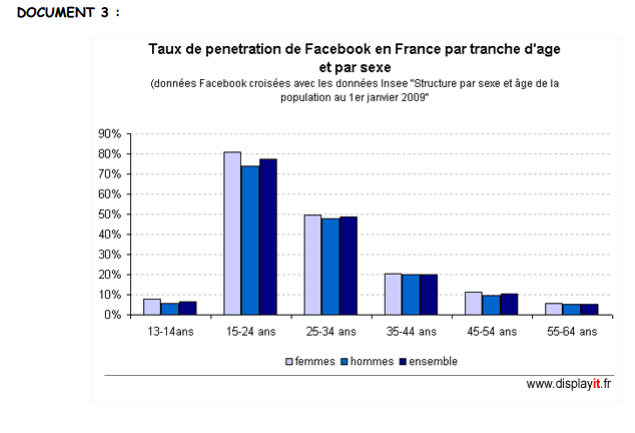 DOCUMENT 3 :
Taux de penetration de Facebook en France par tranche d'age
et par sexe
(données Facebook croisées avec les données Insee "Structure par sexe et âge de la
population au 1er janvier 2009"
90%
80%
70%
60%
50%
40%
30%
20%
10%
0%
13-14ans 15-24 ans 25-34 ans 35-44 ans 45-54 ans 55-64 ans
femmes hommes ensemble
www.displayit.fr